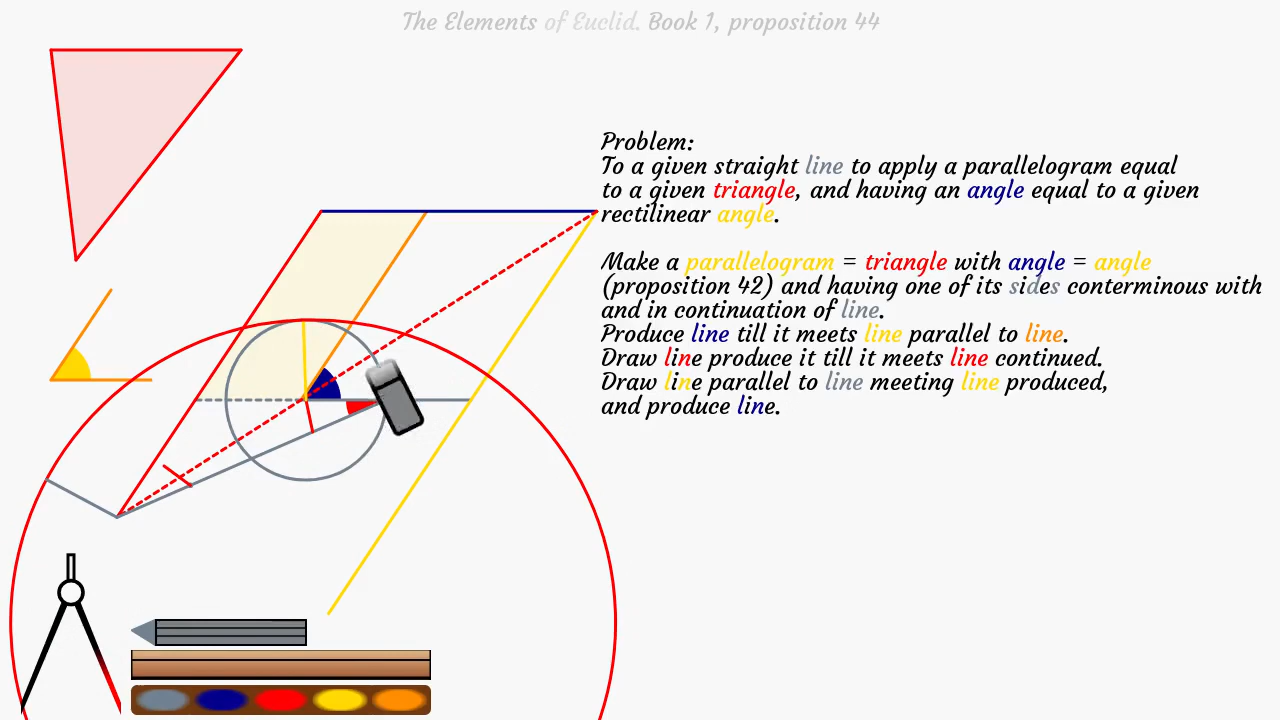 The Elements of Euclid. Book 1, proposition 44
Problem:
To a given straight line to apply a parallelogram equal
to a given triangle, and having an angle equal to a given
rectilinear angle.
Make a parallelogram = triangle with angle = angle
(proposition 42) and having one of its sides conterminous with
and in continuation of line.
Produce line till it meets line parallel to line.
Draw line produce it till it meets line continued.
Draw line parallel to line meeting line produced,
and produce line.